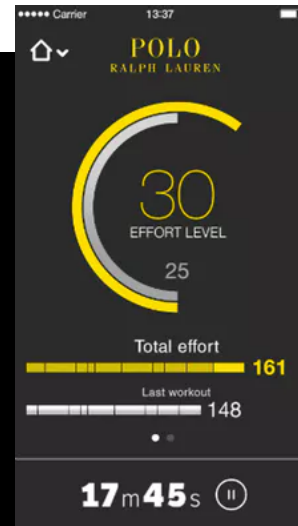 Carrier 13:37
POLO
RALPH LAUREN
30
EFFORT LEVEL
25
Total effort
161
Last workout
148
17m45s